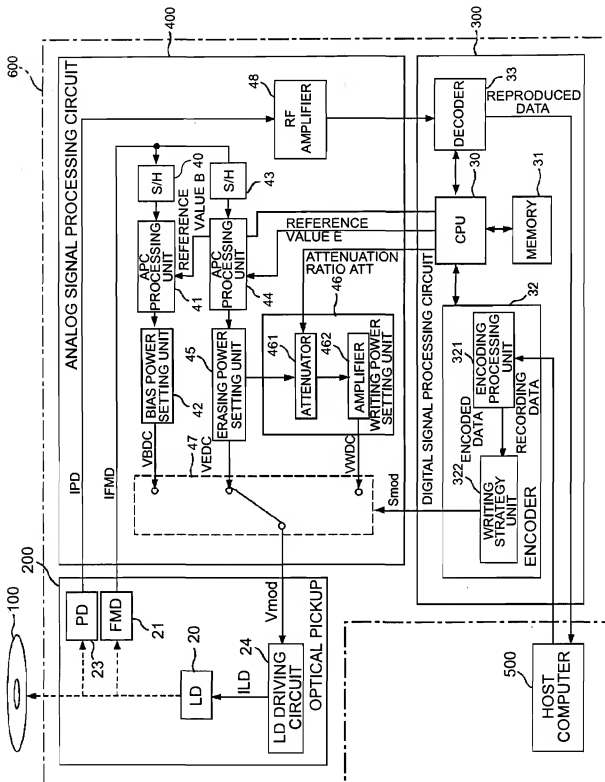 600
400
ANALOG SIGNAL PROCESSING CIRCUIT
48
RF
AMPLIFIER
S/H
40
S/H
43
APC
PROCESSING
UNIT
41
REFERENCE
VALUE B
APC
PROCESSING
UNIT
44
REFERENCE
VALUE E
ATTENUATION
RATIO ATT
46
BIAS POWER
SETTING UNIT
42
45
ERASING POWER
SETTING UNIT
461
ATTENUATOR
462
AMPLIFIER
WRITING POWER
SETTING UNIT
VBDC
VEDC
VWDC
47
Smod
IPD
IFMD
Vmod
100
200
PD
23
FMD
21
20
LD
ILD
24
LD DRIVING
CIRCUIT
OPTICAL PICKUP
300
DIGITAL SIGNAL PROCESSING CIRCUIT
33
DECODER
REPRODUCED
DATA
30
CPU
31
MEMORY
32
321
ENCODING
PROCESSING
UNIT
ENCODED DATA
RECORDING
DATA
322
WRITING
STRATEGY
UNIT
ENCODER
500
HOST
COMPUTER